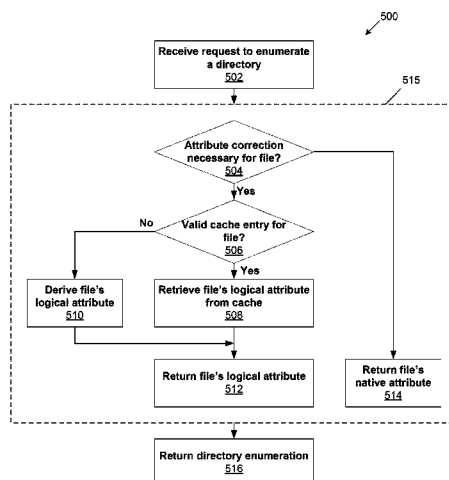 500
Receive request to enumerate
a directory
502
515
Attribute correction
necessary for file?
504
Yes
No
Valid cache entry for
file?
506
Yes
Derive file's
logical attribute
510
Retrieve file's logical attribute
from cache
508
Return file's logical attribute
512
Return file's
native attribute
514
Return directory enumeration
516